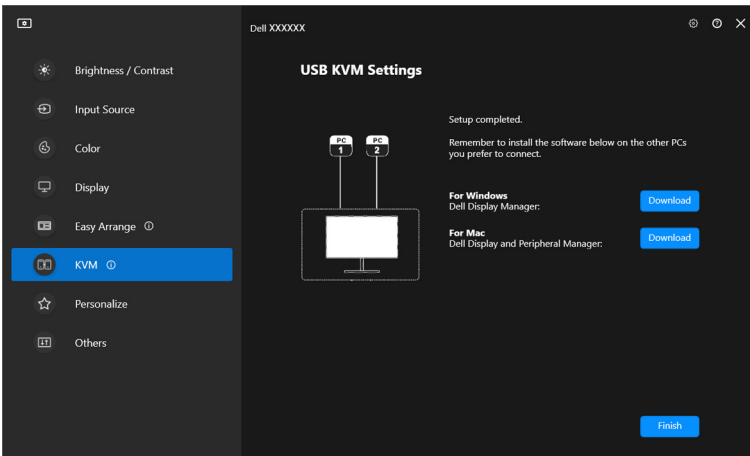 Dell XXXXXX
Brightness / Contrast
Input Source
Color
Display
Easy Arrange
KVM
Personalize
Others
USB KVM Settings
PC
1
PC
2
Setup completed.
Remember to install the software below on the other PCs
you prefer to connect.
For Windows
Dell Display Manager:
Download
For Mac
Dell Display and Peripheral Manager:
Download
Finish